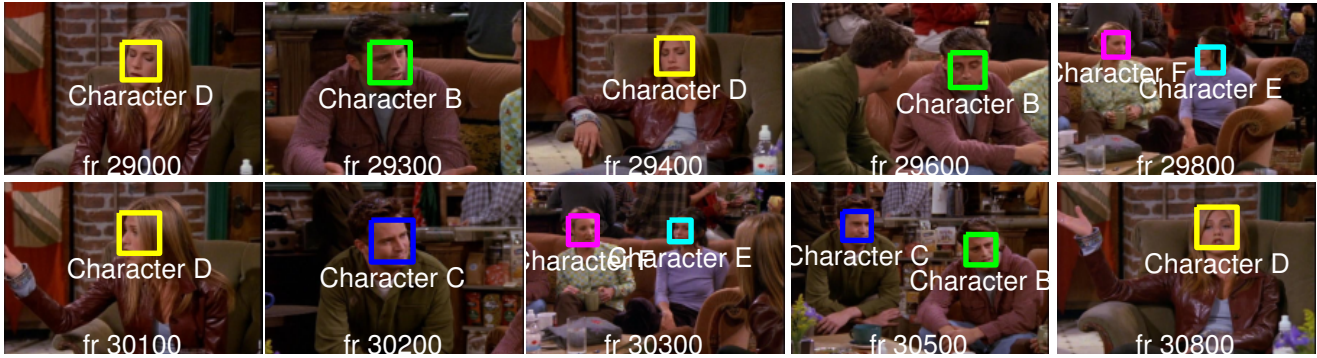 Character D
fr 29000
Character B
fr 29300
Character D
fr 29400
Character B
fr 29600
Character F
Character E
fr 29800
Character D
fr 30100
Character C
fr 30200
Character F
Character E
fr 30300
Character C
Character B
fr 30500
Character D
fr 30800